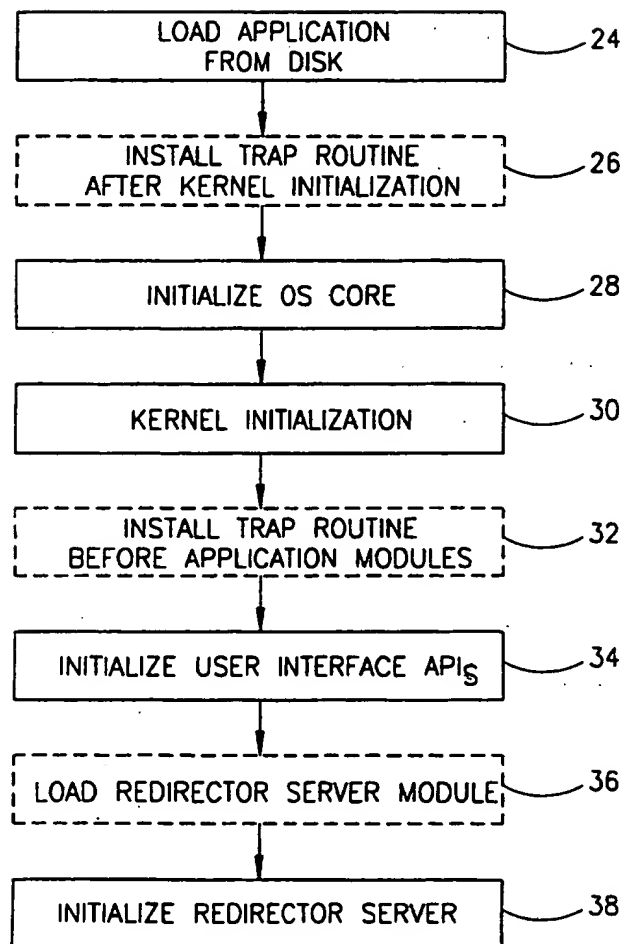 LOAD APPLICATION
FROM DISK
24
INSTALL TRAP ROUTINE
AFTER KERNEL INITIALIZATION
26
INITIALIZE OS CORE
28
KERNEL INITIALIZATION
30
INSTALL TRAP ROUTINE
BEFORE APPLICATION MODULES
32
INITIALIZE USER INTERFACE APIS
34
LOAD REDIRECTOR SERVER MODULE
36
INITIALIZE REDIRECTOR SERVER
38